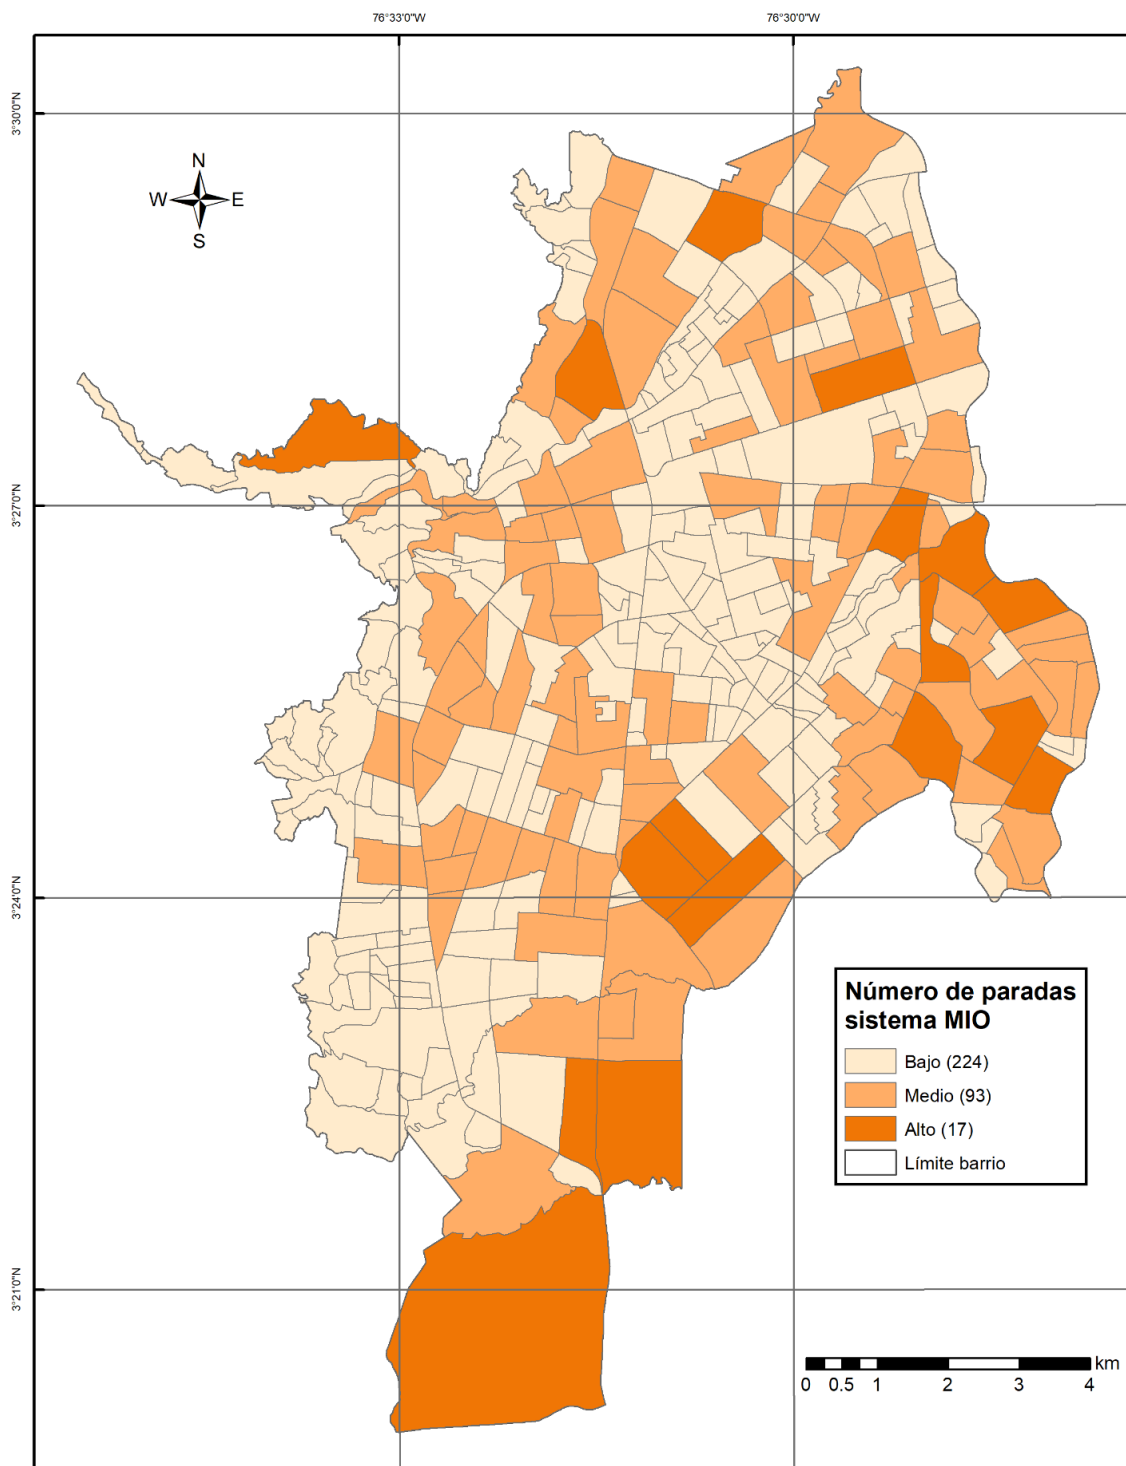 76°33'0"W
76°30'0"W
3°30'0"N
N
W
E
S
3°27'0"N
3°24'0"N
Número de paradas
sistema MIO
Bajo (224)
Medio (93)
Alto (17)
Límite barrio
3°21'0"N
km
0 0.5 1 2 3 4